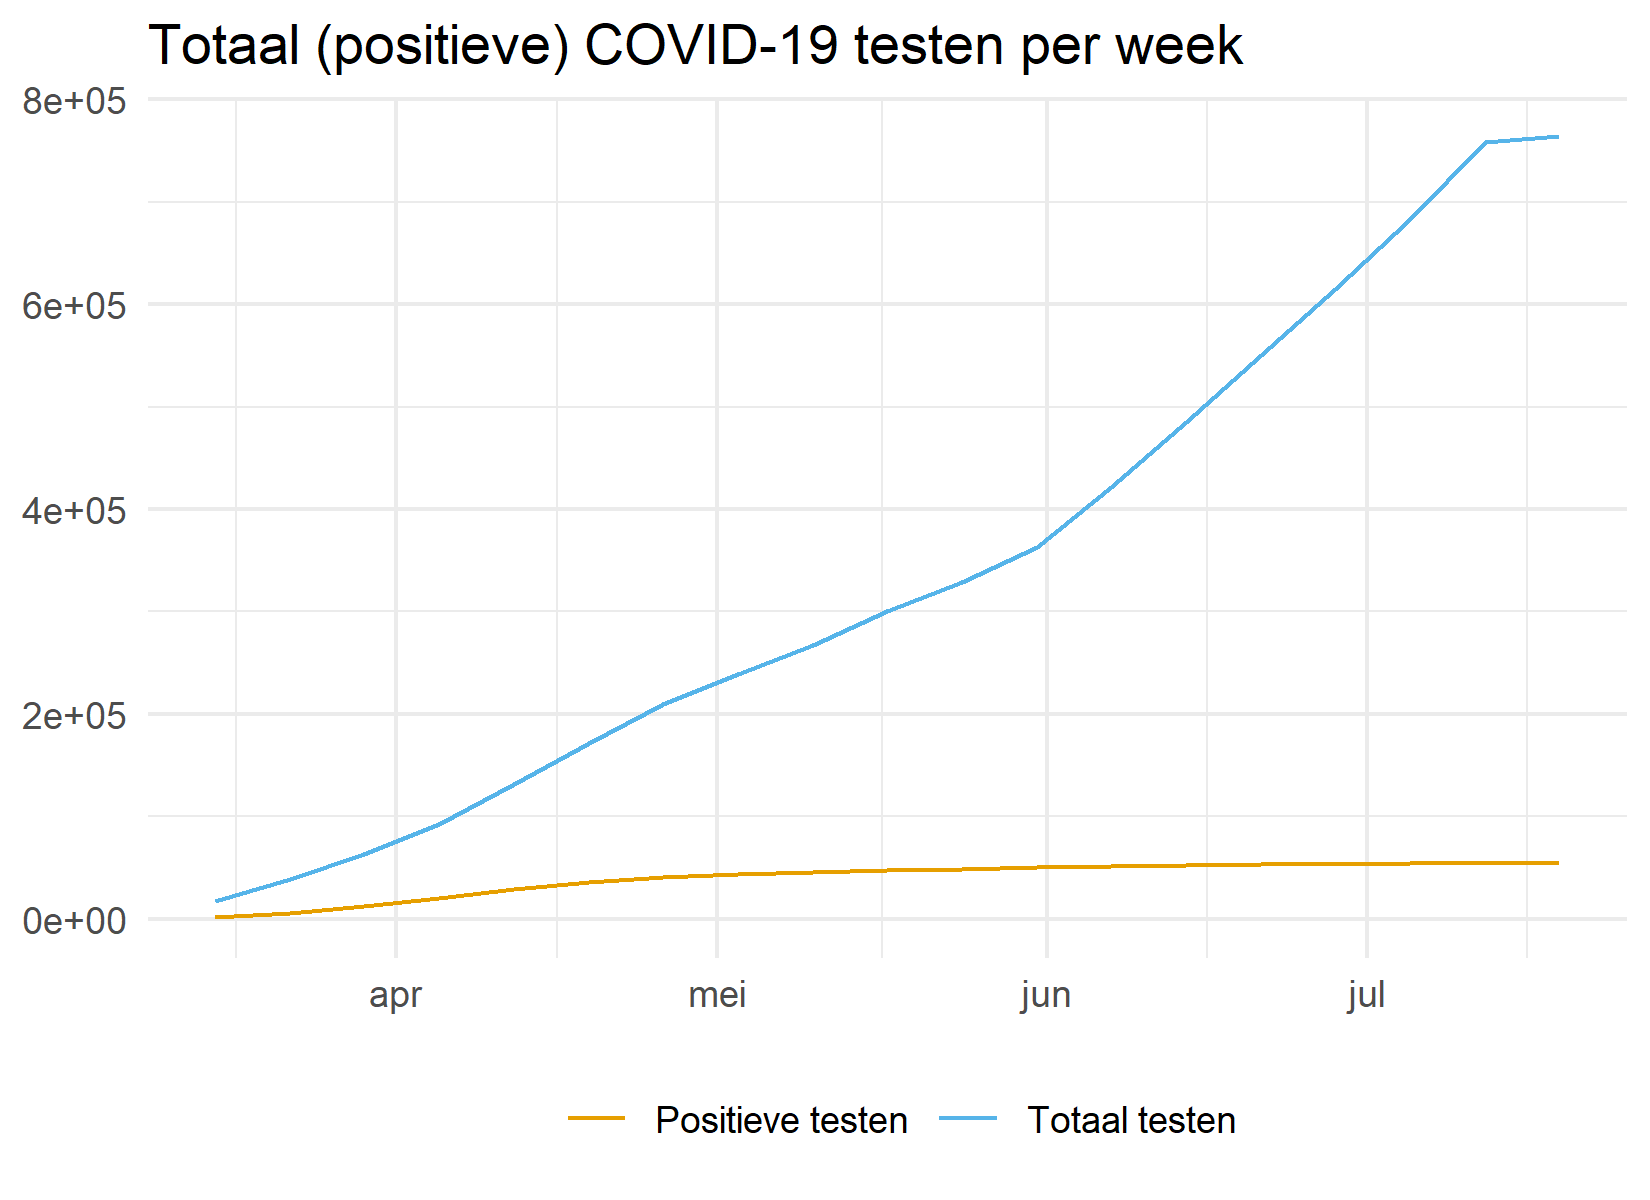 Totaal (positieve) COVID-19 testen per week
8e+05
6e+05
4e+05
2e+05
0e+00
apr mei jun jul
Positieve testen Totaal testen